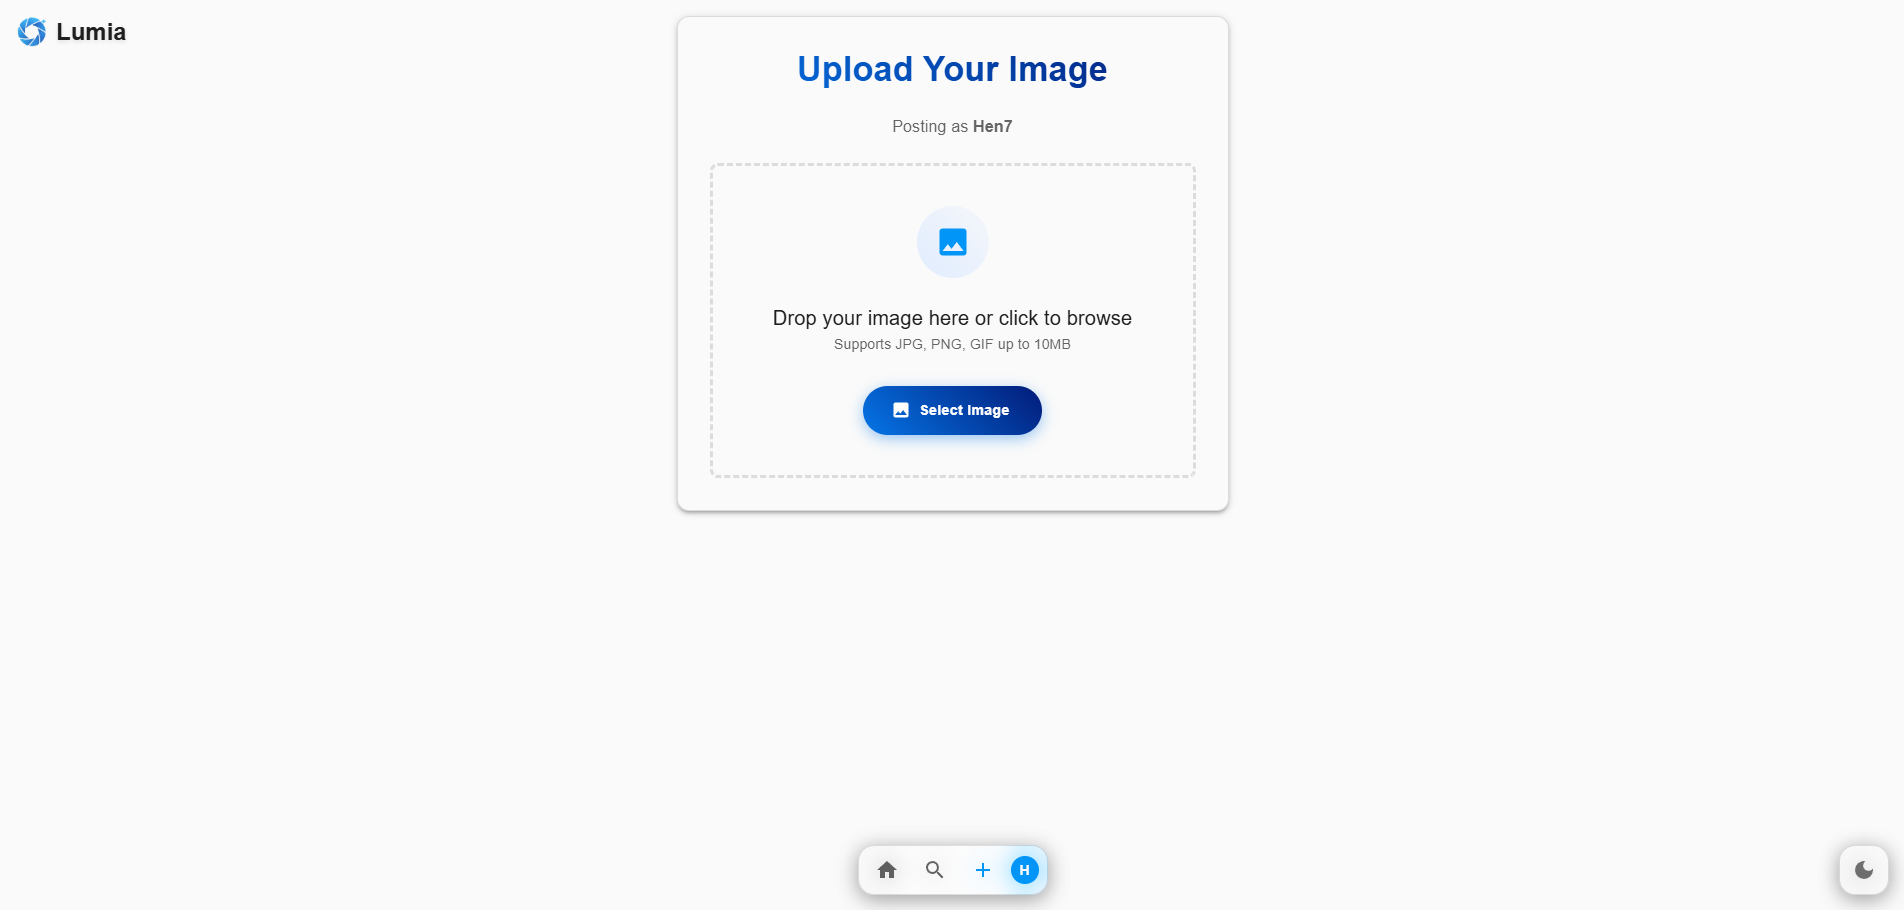 Lumia
Upload Your Image
Posting as Hen7
Drop your image here or click to browse
Supports JPG, PNG, GIF up to 10MB
Select Image
H